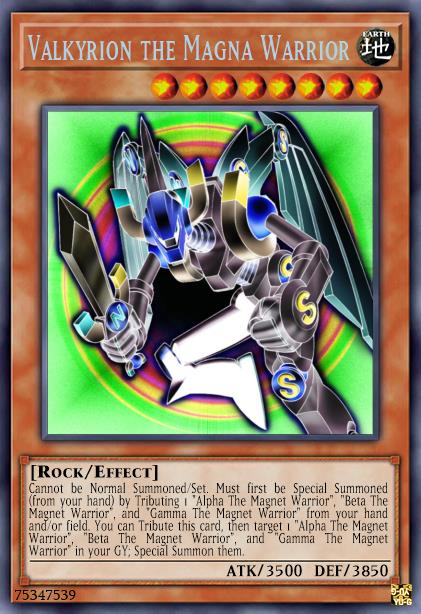 VALKYRION THE MAGNA WARRIOR
EARTH
地
N
S
S
S
N
S
S
[ROCK/EFFECT]
Cannot be Normal Summoned/Set. Must first be Special Summoned
(from your hand) by Tributing 1 "Alpha The Magnet Warrior", "Beta The
Magnet Warrior", and "Gamma The Magnet Warrior" from your hand
and/or field. You can Tribute this card, then target 1 "Alpha The Magnet
Warrior", "Beta The Magnet Warrior", and "Gamma The Magnet
Warrior" in your GY; Special Summon them.
ATK/3500 DEF/3850
75347539